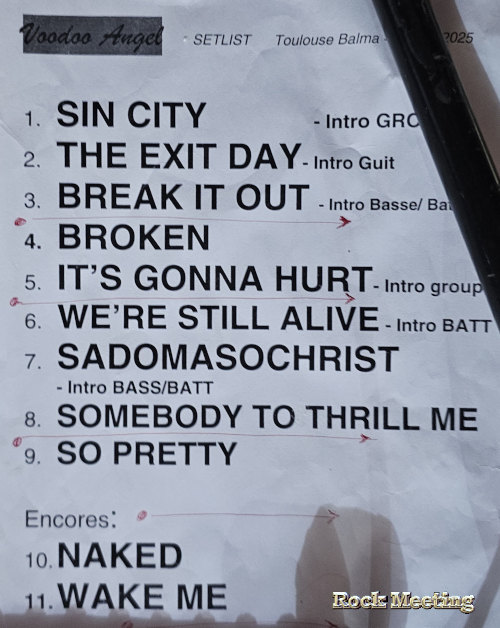 Voodoo Angel - SETLIST Toulouse Balma - 2025
1. SIN CITY - Intro GRO
2. THE EXIT DAY - Intro Guit
3. BREAK IT OUT - Intro Basse/ Bat
4. BROKEN
5. IT'S GONNA HURT - Intro group
6. WE'RE STILL ALIVE - Intro BATT
7. SADOMASOCHRIST
- Intro BASS/BATT
8. SOMEBODY TO THRILL ME
9. SO PRETTY
Encores:
10. NAKED
11. WAKE ME
Rock Meeting